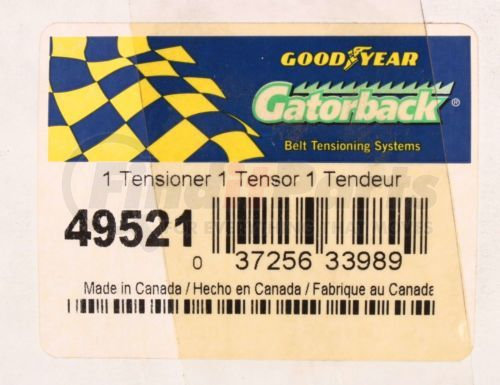 GOODYEAR
Gatorback®
Belt Tensioning Systems
1 Tensioner 1 Tensor 1 Tendeur
49521
0 37256 33989
Made in Canada / Hecho en Canada / Fabrique au Canada